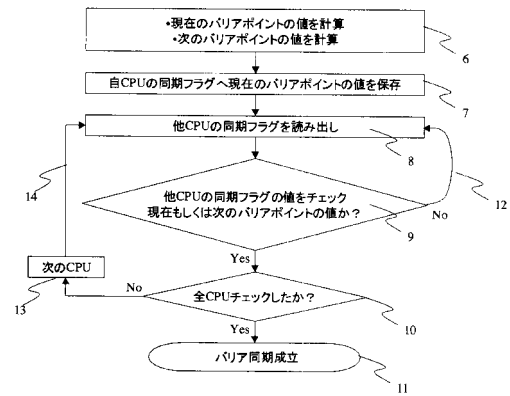 •現在のバリアポイントの値を計算
•次のバリアポイントの値を計算
6
自CPUの同期フラグへ現在のバリアポイントの値を保存
7
他CPUの同期フラグを読み出し
8
14
他CPUの同期フラグの値をチェック
現在もしくは次のバリアポイントの値か?
9
No
12
Yes
次のCPU
13
No
全CPUチェックしたか?
10
Yes
バリア同期成立
11